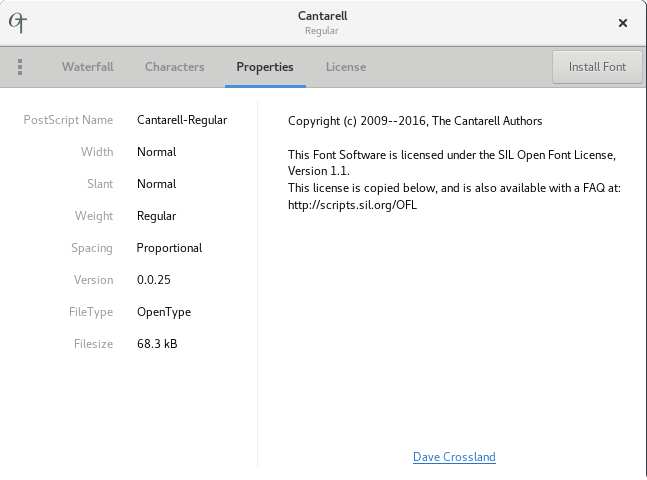 Cantarell
Regular
Waterfall Characters Properties License Install Font
PostScript Name Cantarell-Regular
Width Normal
Slant Normal
Weight Regular
Spacing Proportional
Version 0.0.25
FileType OpenType
Filesize 68.3 kB
Copyright (c) 2009--2016, The Cantarell Authors
This Font Software is licensed under the SIL Open Font License,
Version 1.1.
This license is copied below, and is also available with a FAQ at:
http://scripts.sil.org/OFL
Dave Crossland